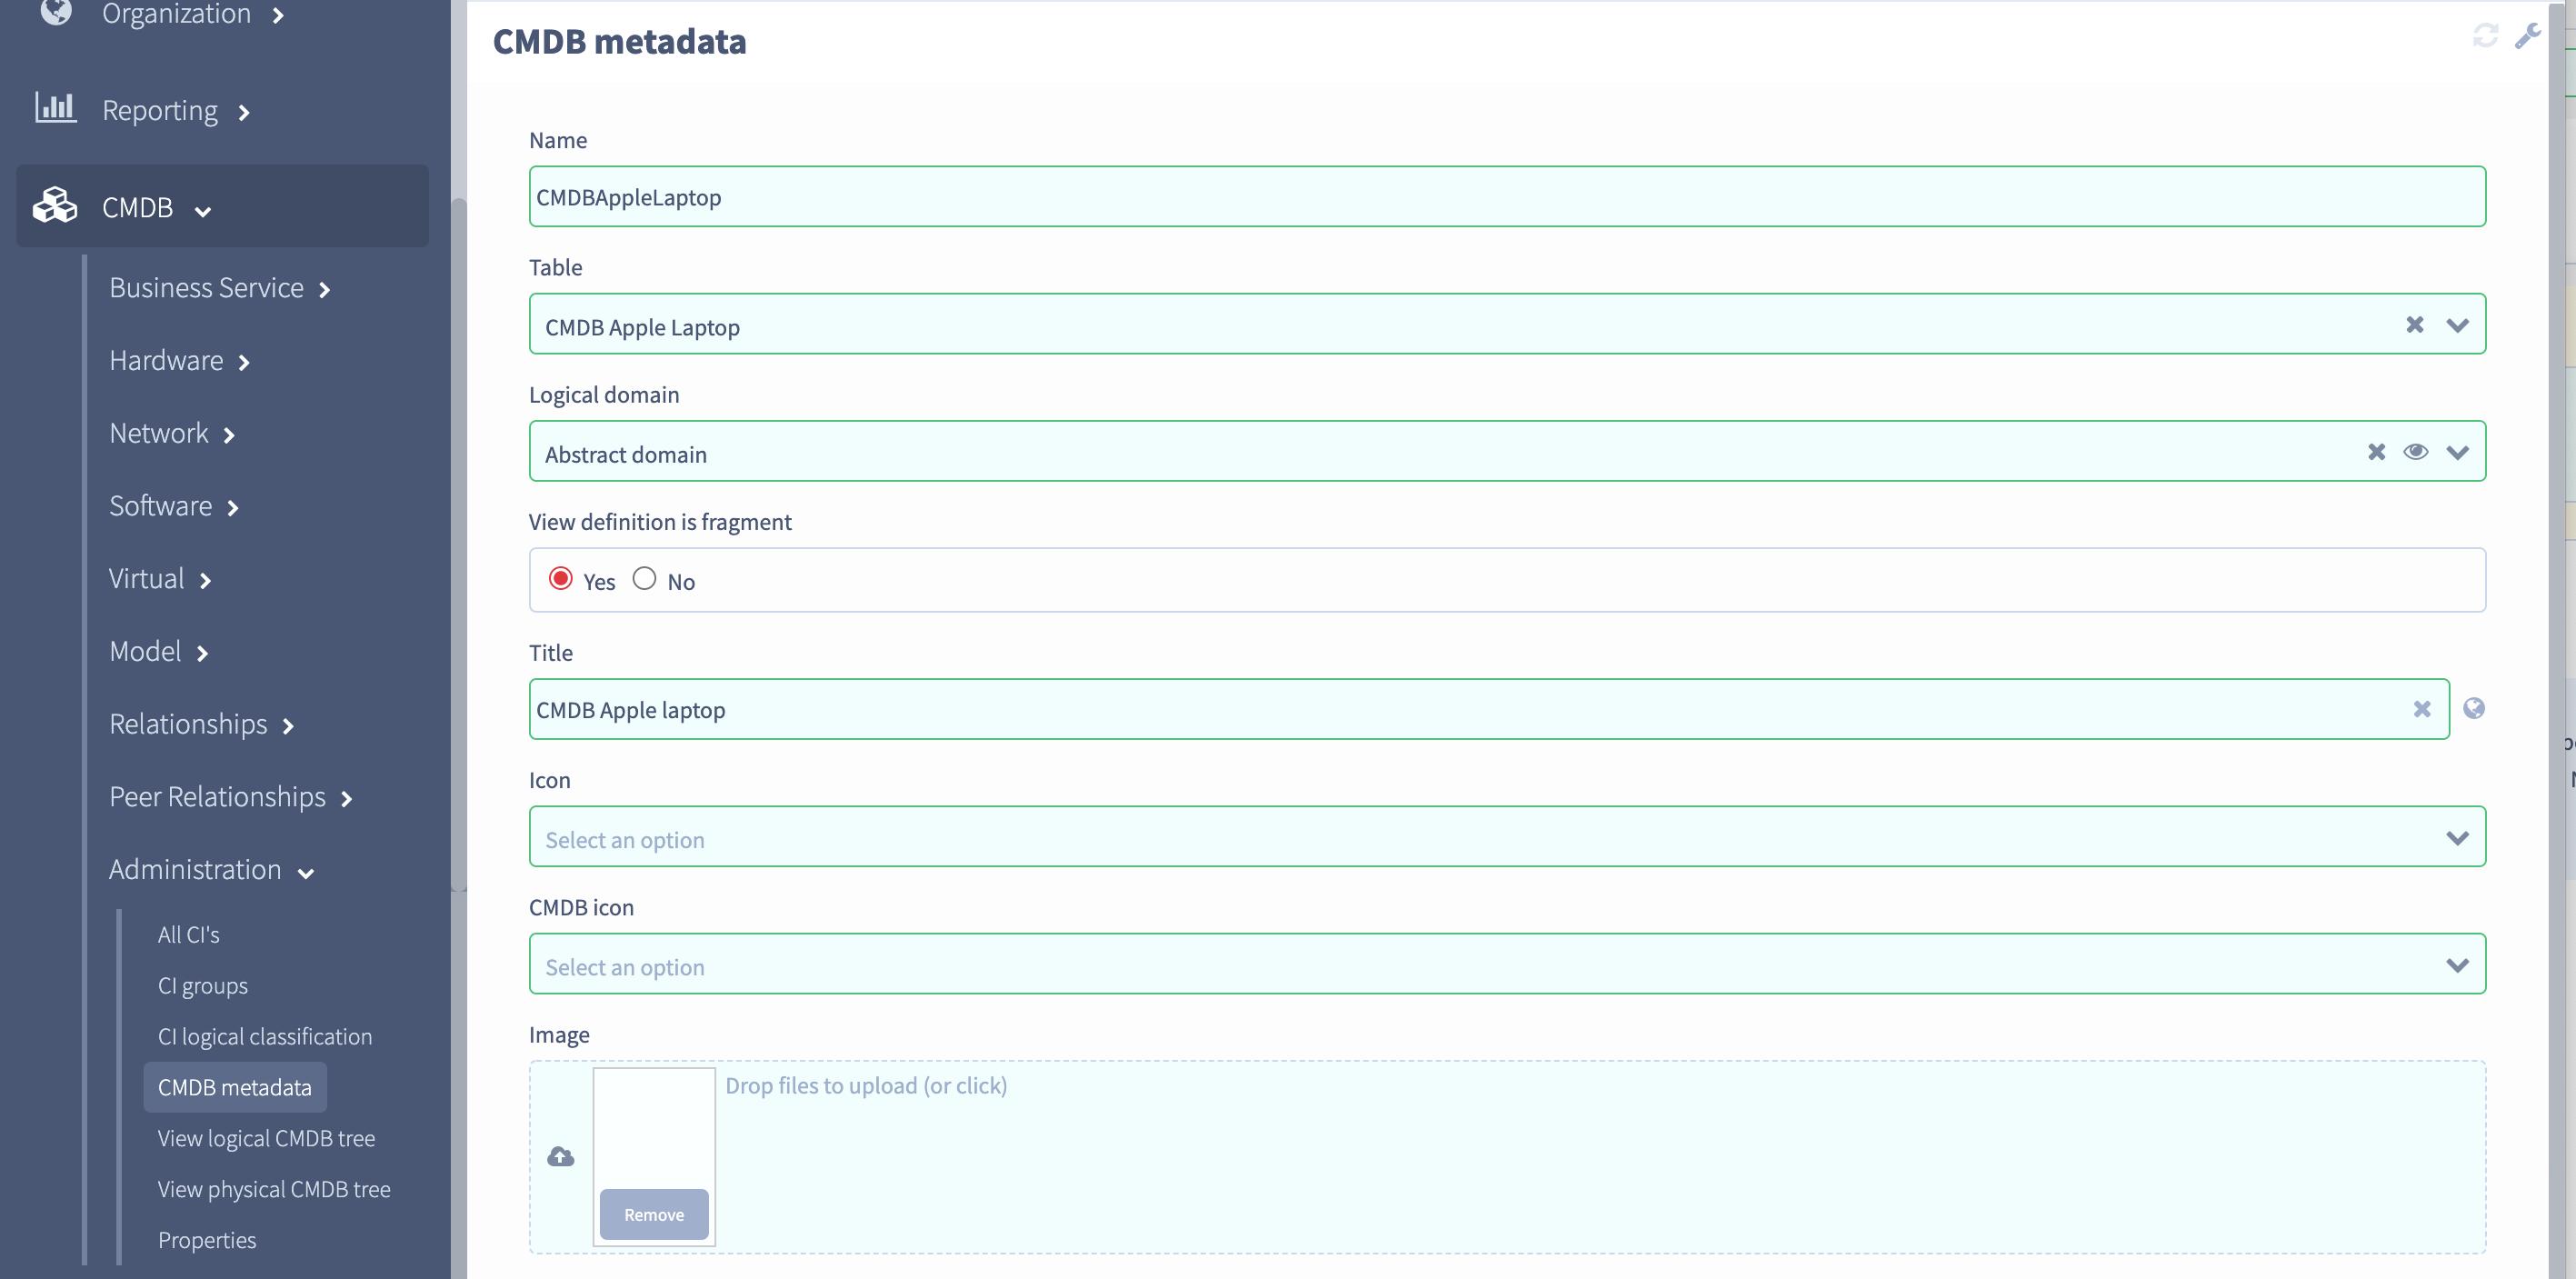 Organization
Reporting
CMDB
Business Service
Hardware
Network
Software
Virtual
Model
Relationships
Peer Relationships
Administration
All CI's
CI groups
CI logical classification
CMDB metadata
View logical CMDB tree
View physical CMDB tree
Properties
CMDB metadata
Name
CMDBAppleLaptop
Table
CMDB Apple Laptop
Logical domain
Abstract domain
View definition is fragment
Yes No
Title
CMDB Apple laptop
Icon
Select an option
CMDB icon
Select an option
Image
Drop files to upload (or click)
Remove